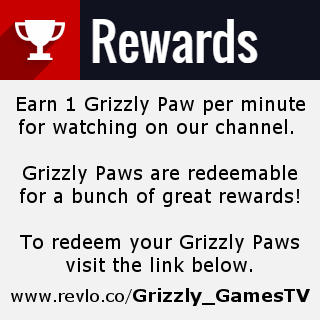 Rewards
Earn 1 Grizzly Paw per minute
for watching on our channel.
Grizzly Paws are redeemable
for a bunch of great rewards!
To redeem your Grizzly Paws
visit the link below.
www.revlo.co/Grizzly_GamesTV